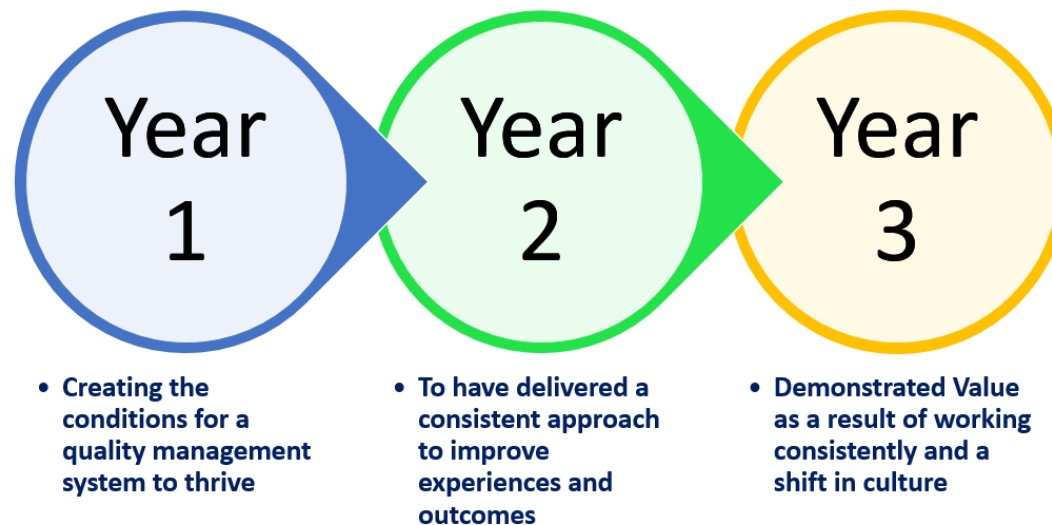 Year
1
Year
2
Year
3
• Creating the
conditions for a
quality management
system to thrive
• To have delivered a
consistent approach
to improve
experiences and
outcomes
• Demonstrated Value
as a result of working
consistently and a
shift in culture